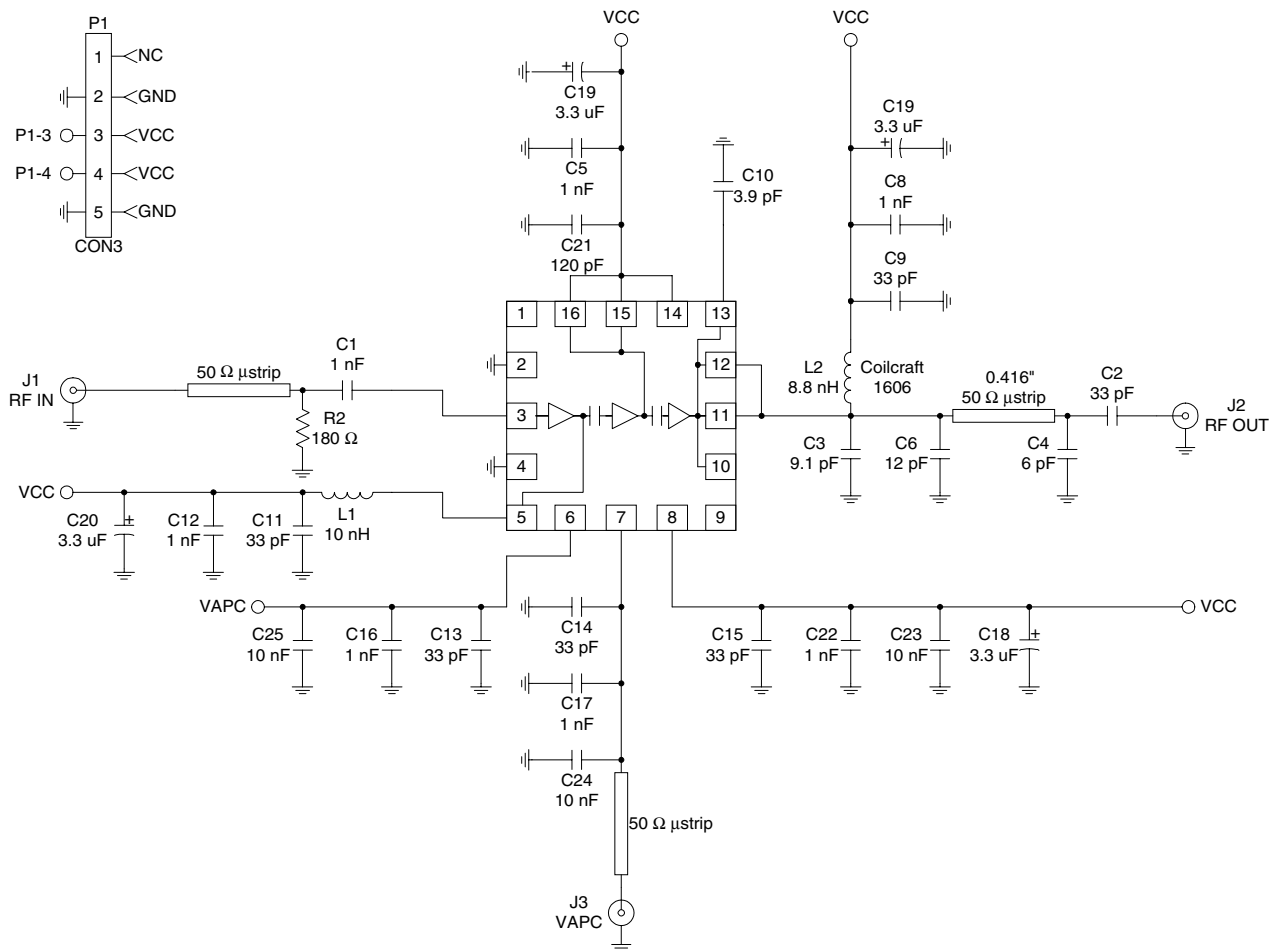 P1
1
NC
2
GND
P1-3
3
VCC
P1-4
4
VCC
5
GND
CON3
VCC
C19
3.3 uF
C5
1 nF
C21
120 pF
C10
3.9 pF
VCC
C19
3.3 uF
C8
1 nF
C9
33 pF
L2
8.8 nH
Coilcraft
1606
1
16
15
14
13
2
12
3
11
4
10
5
6
7
8
9
J1
RF IN
50 Ω µstrip
C1
1 nF
R2
180 Ω
0.416"
50 Ω µstrip
C2
33 pF
J2
RF OUT
C3
9.1 pF
C6
12 pF
C4
6 pF
VCC
C20
3.3 uF
C12
1 nF
C11
33 pF
L1
10 nH
VAPC
C25
10 nF
C16
1 nF
C13
33 pF
C14
33 pF
C17
1 nF
C24
10 nF
50 Ω µstrip
J3
VAPC
C15
33 pF
C22
1 nF
C23
10 nF
C18
3.3 uF
VCC